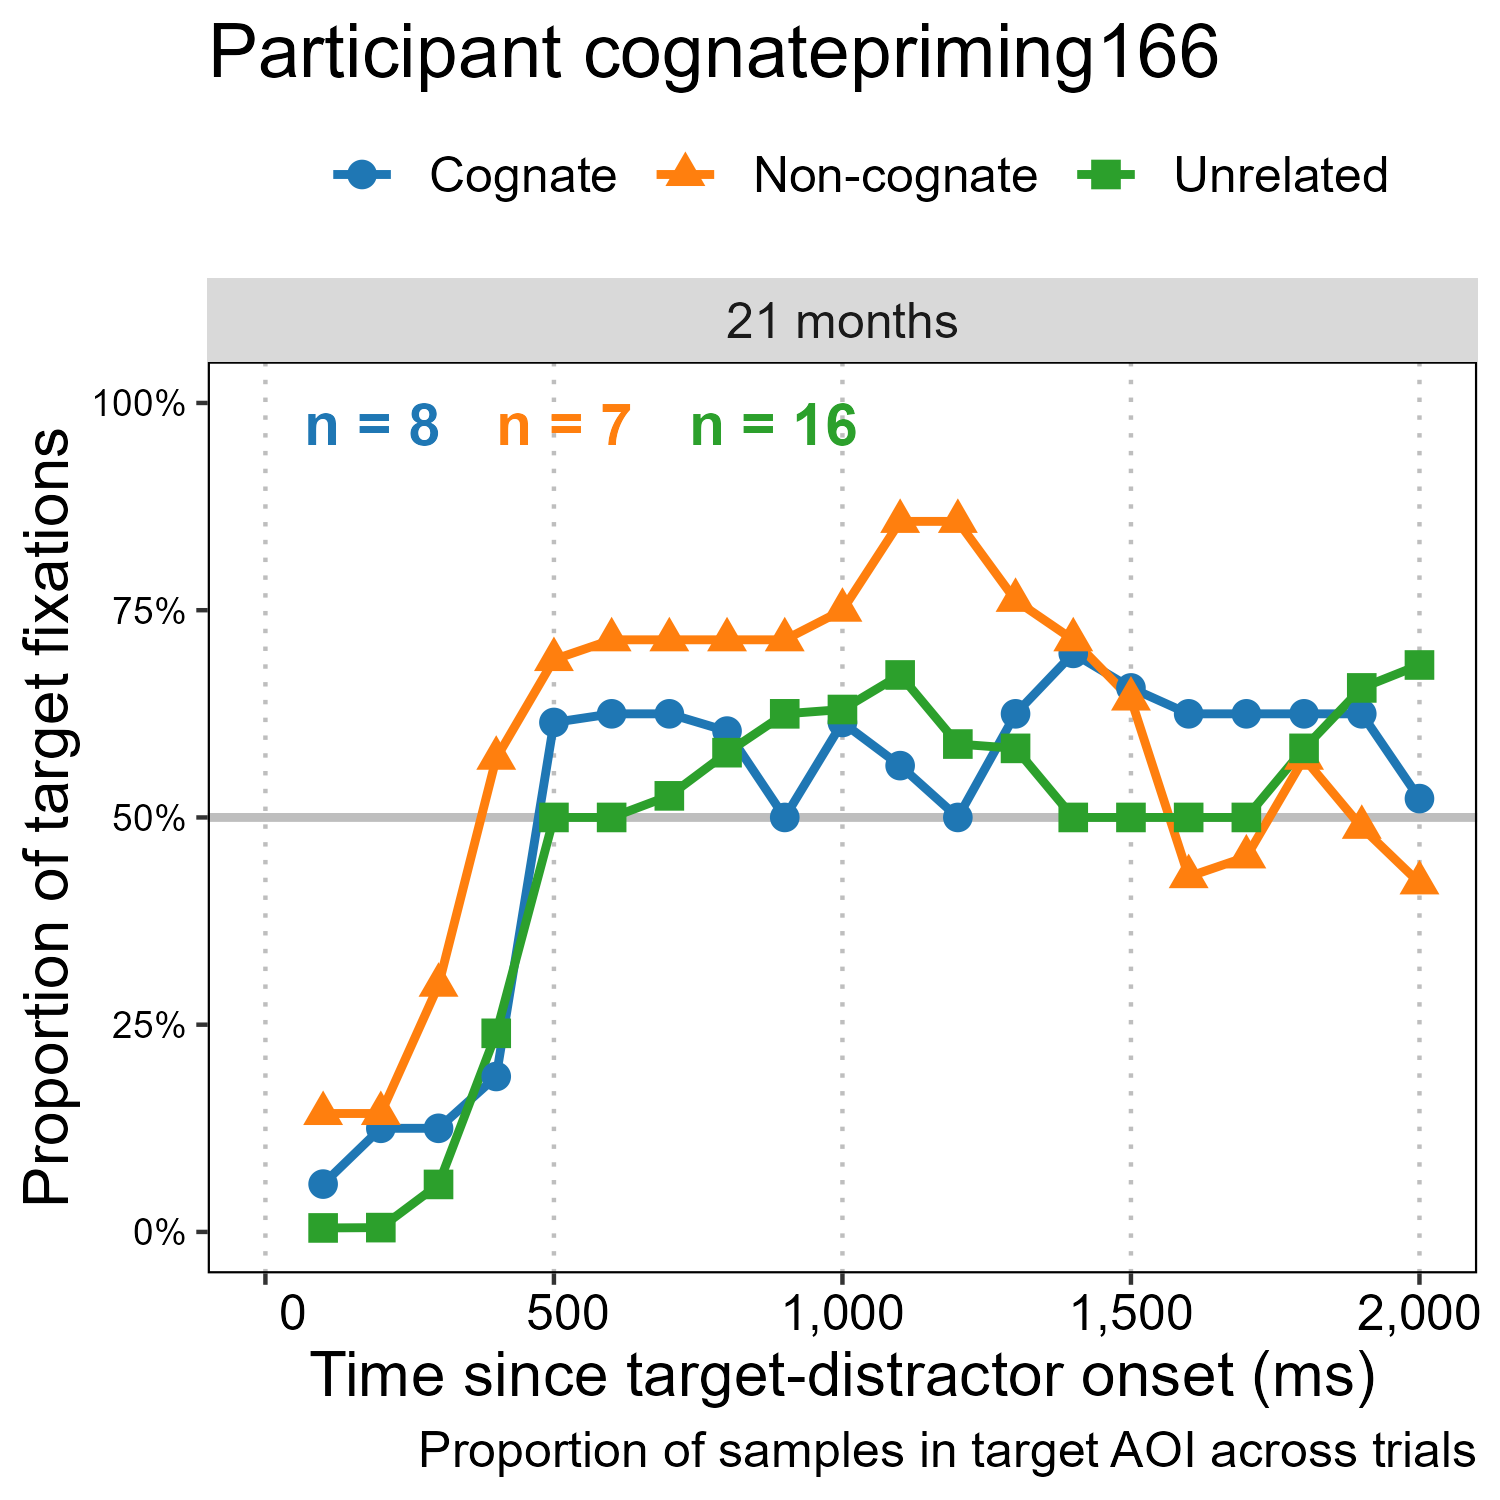 Participant cognatepriming166
Cognate Non-cognate Unrelated
21 months
n = 8 n = 7 n = 16
Proportion of target fixations
100%
75%
50%
25%
0%
0 500 1,000 1,500 2,000
Time since target-distractor onset (ms)
Proportion of samples in target AOI across trials